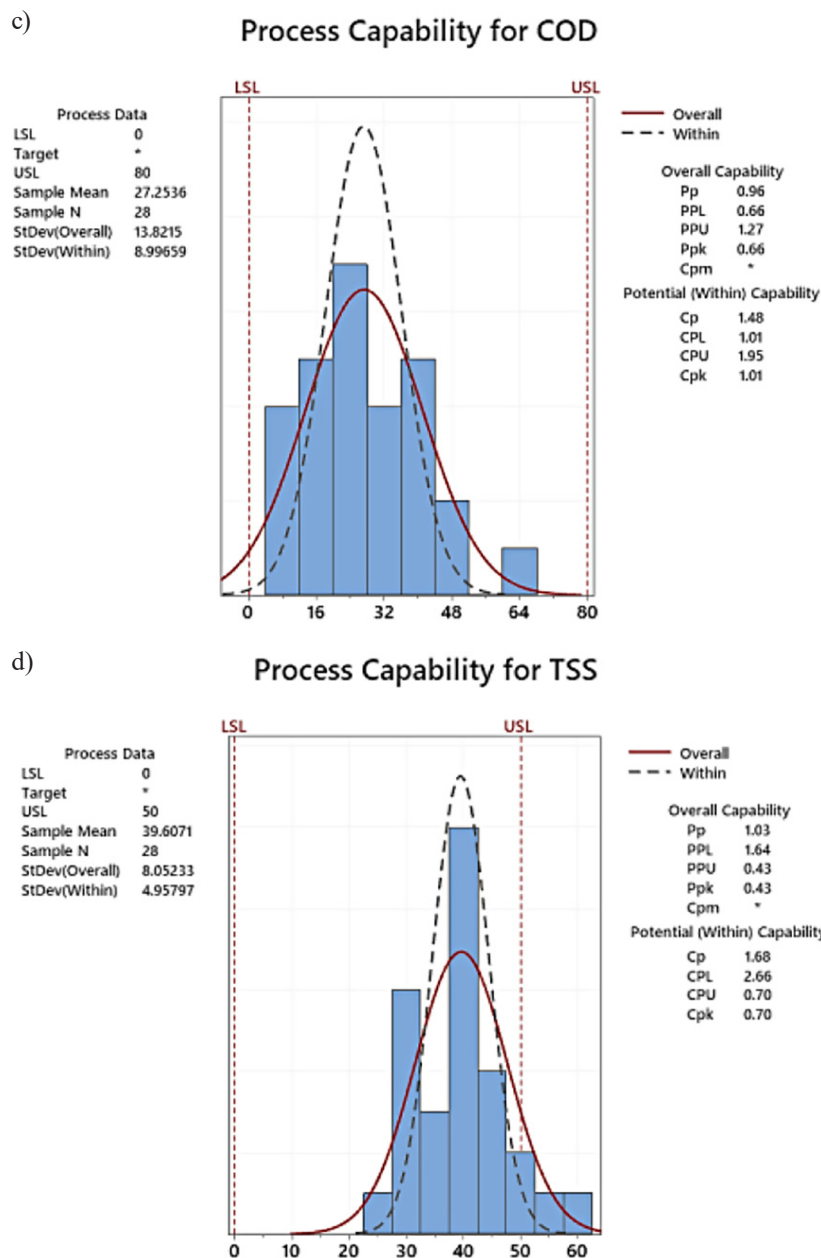 c)
Process Capability for COD
LSL USL
Process Data
LSL 0
Target *
USL 80
Sample Mean 27.2536
Sample N 28
StDev(Overall) 13.8215
StDev(Within) 8.99659
Overall
Within
Overall Capability
Pp 0.96
PPL 0.66
PPU 1.27
Ppk 0.66
Cpm *
Potential (Within) Capability
Cp 1.48
CPL 1.01
CPU 1.95
Cpk 1.01
0 16 32 48 64 80
d)
Process Capability for TSS
LSL USL
Process Data
LSL 0
Target *
USL 50
Sample Mean 39.6071
Sample N 28
StDev(Overall) 8.05233
StDev(Within) 4.95797
Overall
Within
Overall Capability
Pp 1.03
PPL 1.64
PPU 0.43
Ppk 0.43
Cpm *
Potential (Within) Capability
Cp 1.68
CPL 2.66
CPU 0.70
Cpk 0.70
0 10 20 30 40 50 60